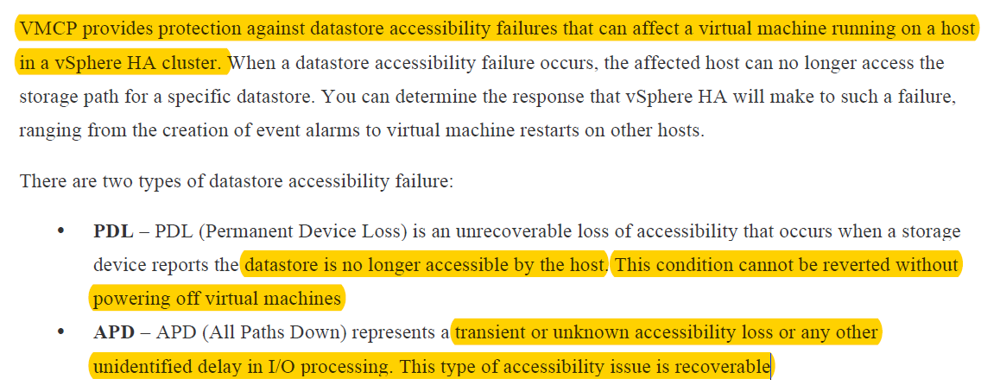 VMCP provides protection against datastore accessibility failures that can affect a virtual machine running on a host
in a vSphere HA cluster. When a datastore accessibility failure occurs, the affected host can no longer access the
storage path for a specific datastore. You can determine the response that vSphere HA will make to such a failure,
ranging from the creation of event alarms to virtual machine restarts on other hosts.
There are two types of datastore accessibility failure:
• PDL – PDL (Permanent Device Loss) is an unrecoverable loss of accessibility that occurs when a storage
device reports the datastore is no longer accessible by the host. This condition cannot be reverted without
powering off virtual machines
• APD – APD (All Paths Down) represents a transient or unknown accessibility loss or any other
unidentified delay in I/O processing. This type of accessibility issue is recoverable